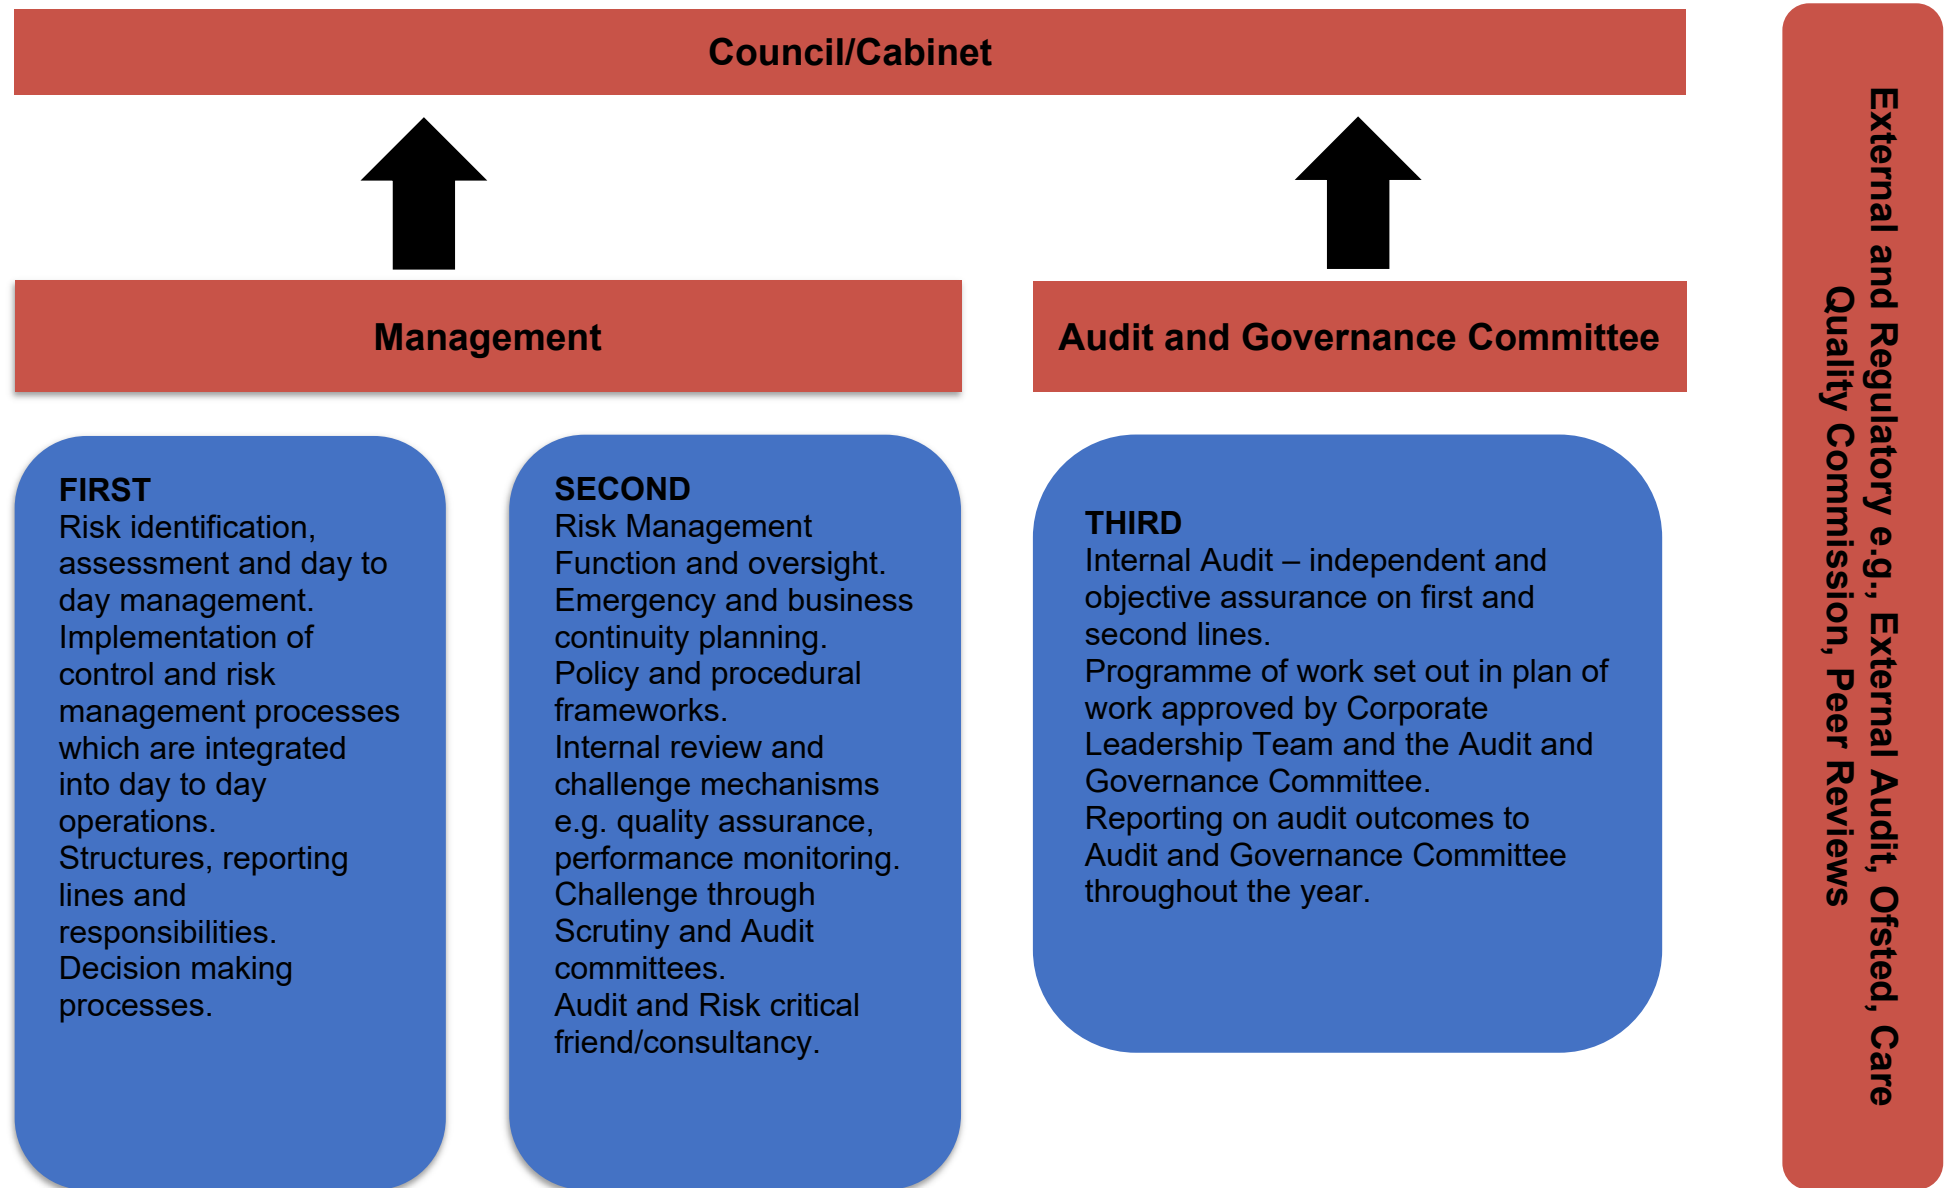 Council/Cabinet
Management
Audit and Governance Committee
FIRST
Risk identification,
assessment and day to
day management.
Implementation of
control and risk
management processes
which are integrated
into day to day
operations.
Structures, reporting
lines and
responsibilities.
Decision making
processes.
SECOND
Risk Management
Function and oversight.
Emergency and business
continuity planning.
Policy and procedural
frameworks.
Internal review and
challenge mechanisms
e.g. quality assurance,
performance monitoring.
Challenge through
Scrutiny and Audit
committees.
Audit and Risk critical
friend/consultancy.
THIRD
Internal Audit – independent and
objective assurance on first and
second lines.
Programme of work set out in plan of
work approved by Corporate
Leadership Team and the Audit and
Governance Committee.
Reporting on audit outcomes to
Audit and Governance Committee
throughout the year.
External and Regulatory e.g., External Audit, Ofsted, Care
Quality Commission, Peer Reviews